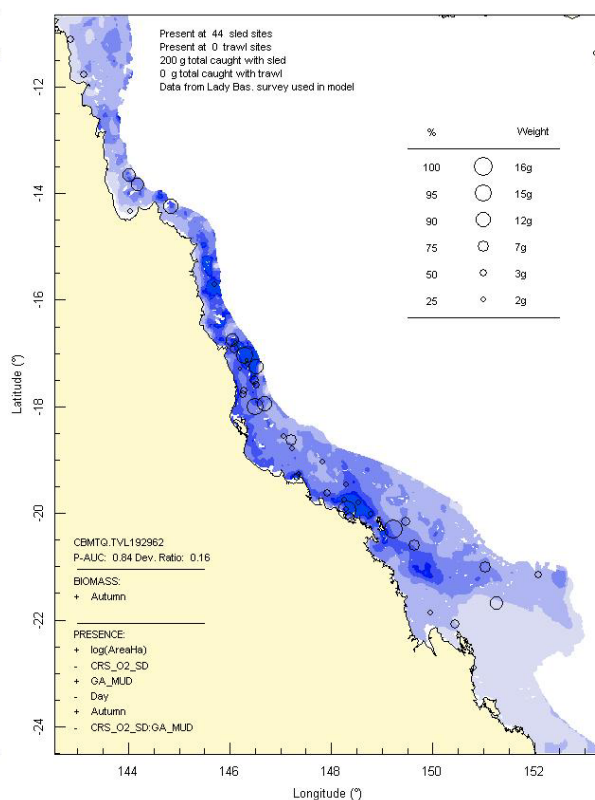 Present at 44 sled sites
Present at 0 trawl sites
200 g total caught with sled
0 g total caught with trawl
Data from Lady Bas. survey used in model
% Weight
100 16g
95 15g
90 12g
75 7g
50 3g
25 2g
-12
-14
-16
-18
-20
-22
-24
Latitude (°)
CBMTQ.TVL192962
P-AUC: 0.84 Dev. Ratio: 0.16
BIOMASS:
+ Autumn
PRESENCE:
+ log(AreaHa)
- CRS_O2_SD
+ GA_MUD
- Day
+ Autumn
- CRS_O2_SD:GA_MUD
144 146 148 150 152
Longitude (°)